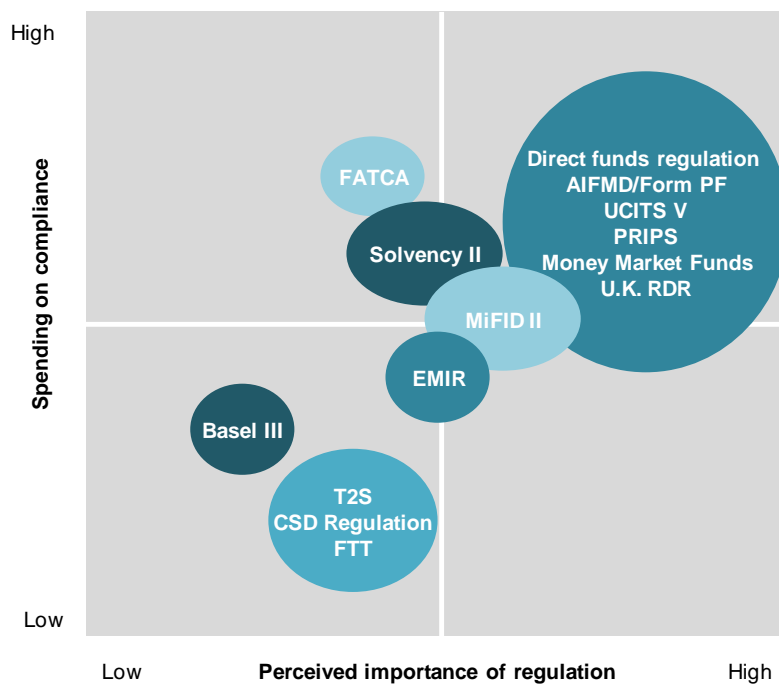 High
Spending on compliance
Direct funds regulation
AIFMD/Form PF
UCITS V
PRIPS
Money Market Funds
U.K. RDR
FATCA
Solvency II
MiFID II
EMIR
Basel III
T2S
CSD Regulation
FTT
Low
Low
Perceived importance of regulation
High